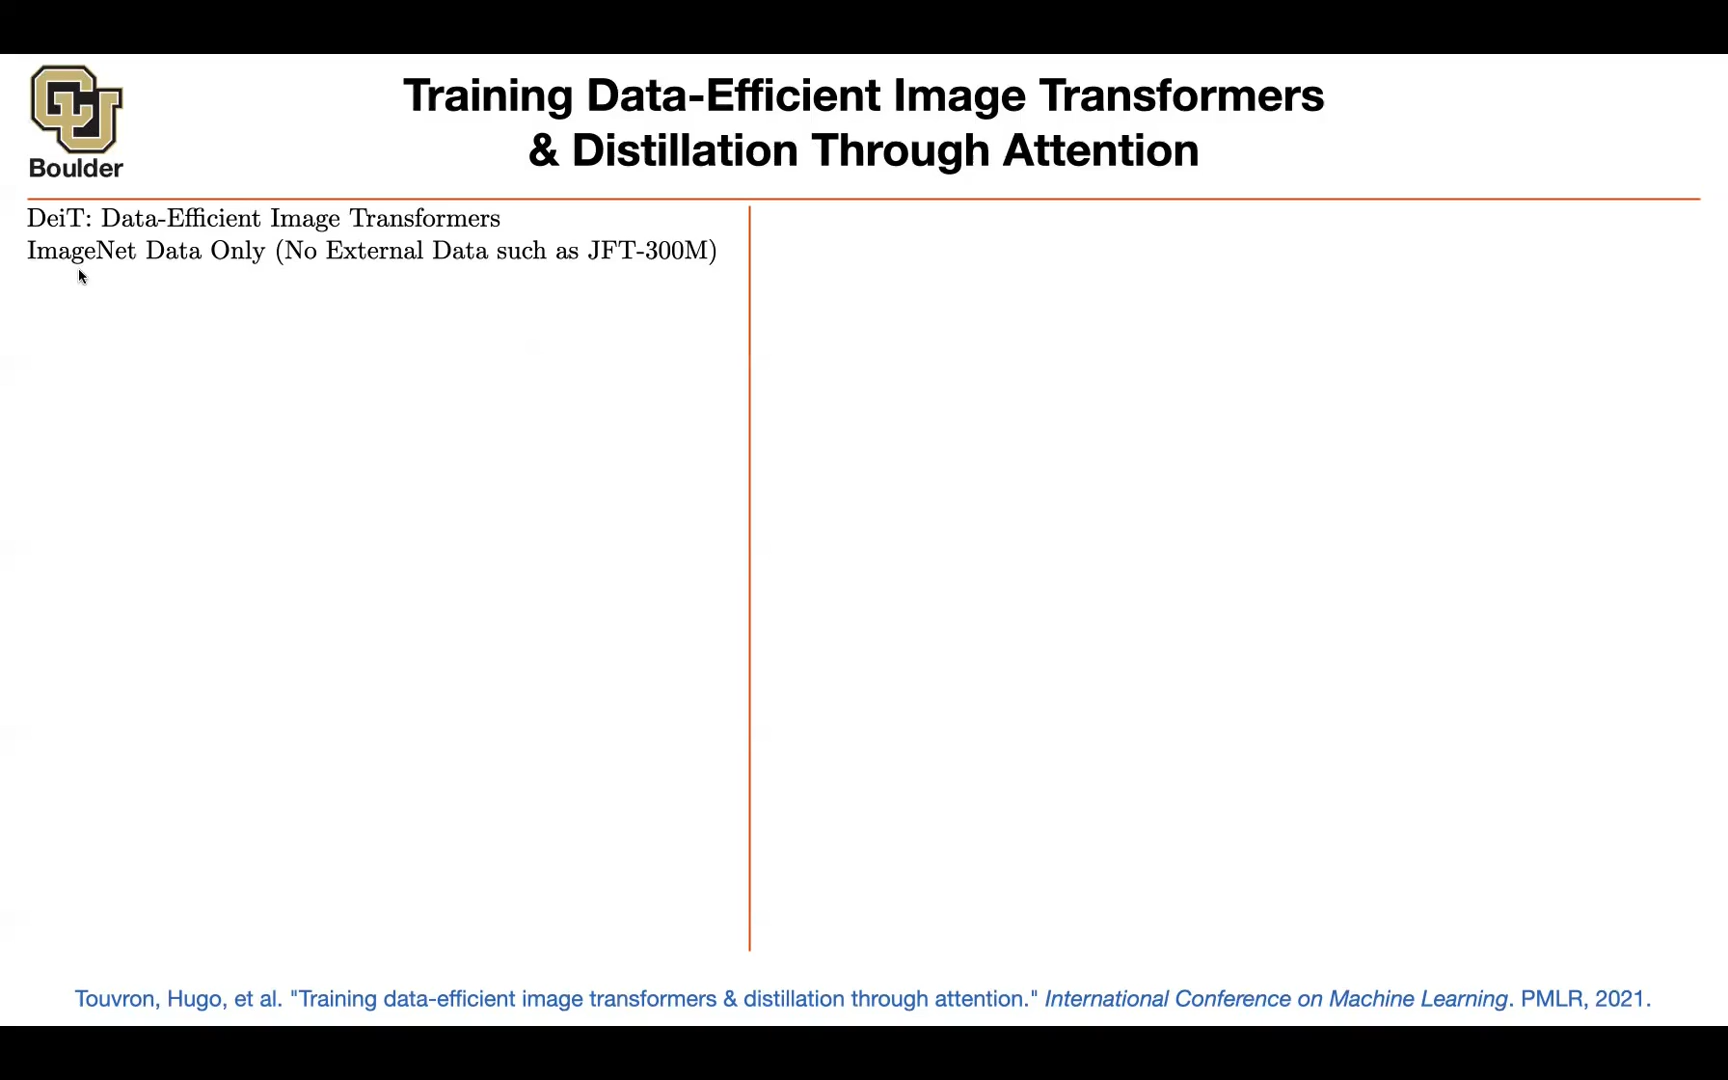 CU
Boulder
Training Data-Efficient Image Transformers
& Distillation Through Attention
DeiT: Data-Efficient Image Transformers
ImageNet Data Only (No External Data such as JFT-300M)
Touvron, Hugo, et al. "Training data-efficient image transformers & distillation through attention." International Conference on Machine Learning. PMLR, 2021.